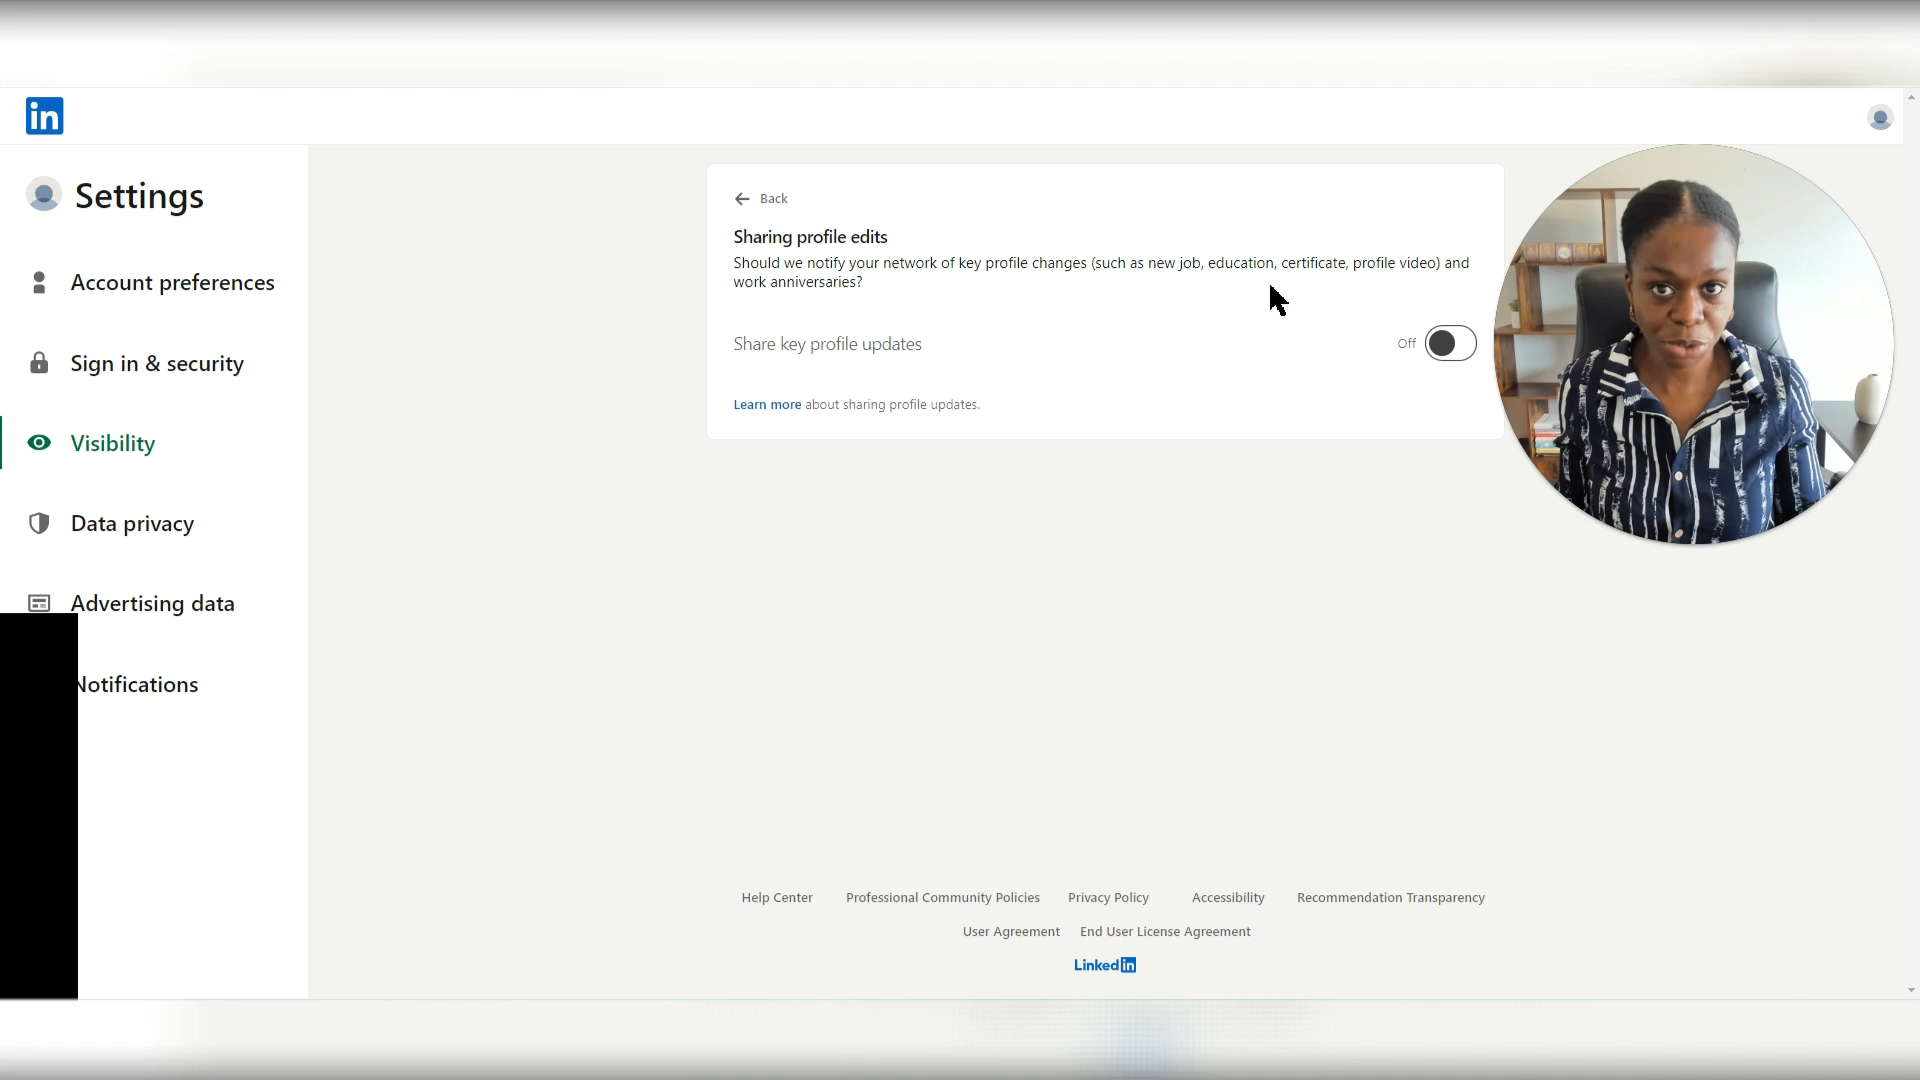 in
Settings
Account preferences
Sign in & security
Visibility
Data privacy
Advertising data
Notifications
Back
Sharing profile edits
Should we notify your network of key profile changes (such as new job, education, certificate, profile video) and
work anniversaries?
Share key profile updates
Off
Learn more about sharing profile updates.
Help Center
Professional Community Policies
Privacy Policy
Accessibility
Recommendation Transparency
User Agreement
End User License Agreement
Linkedin